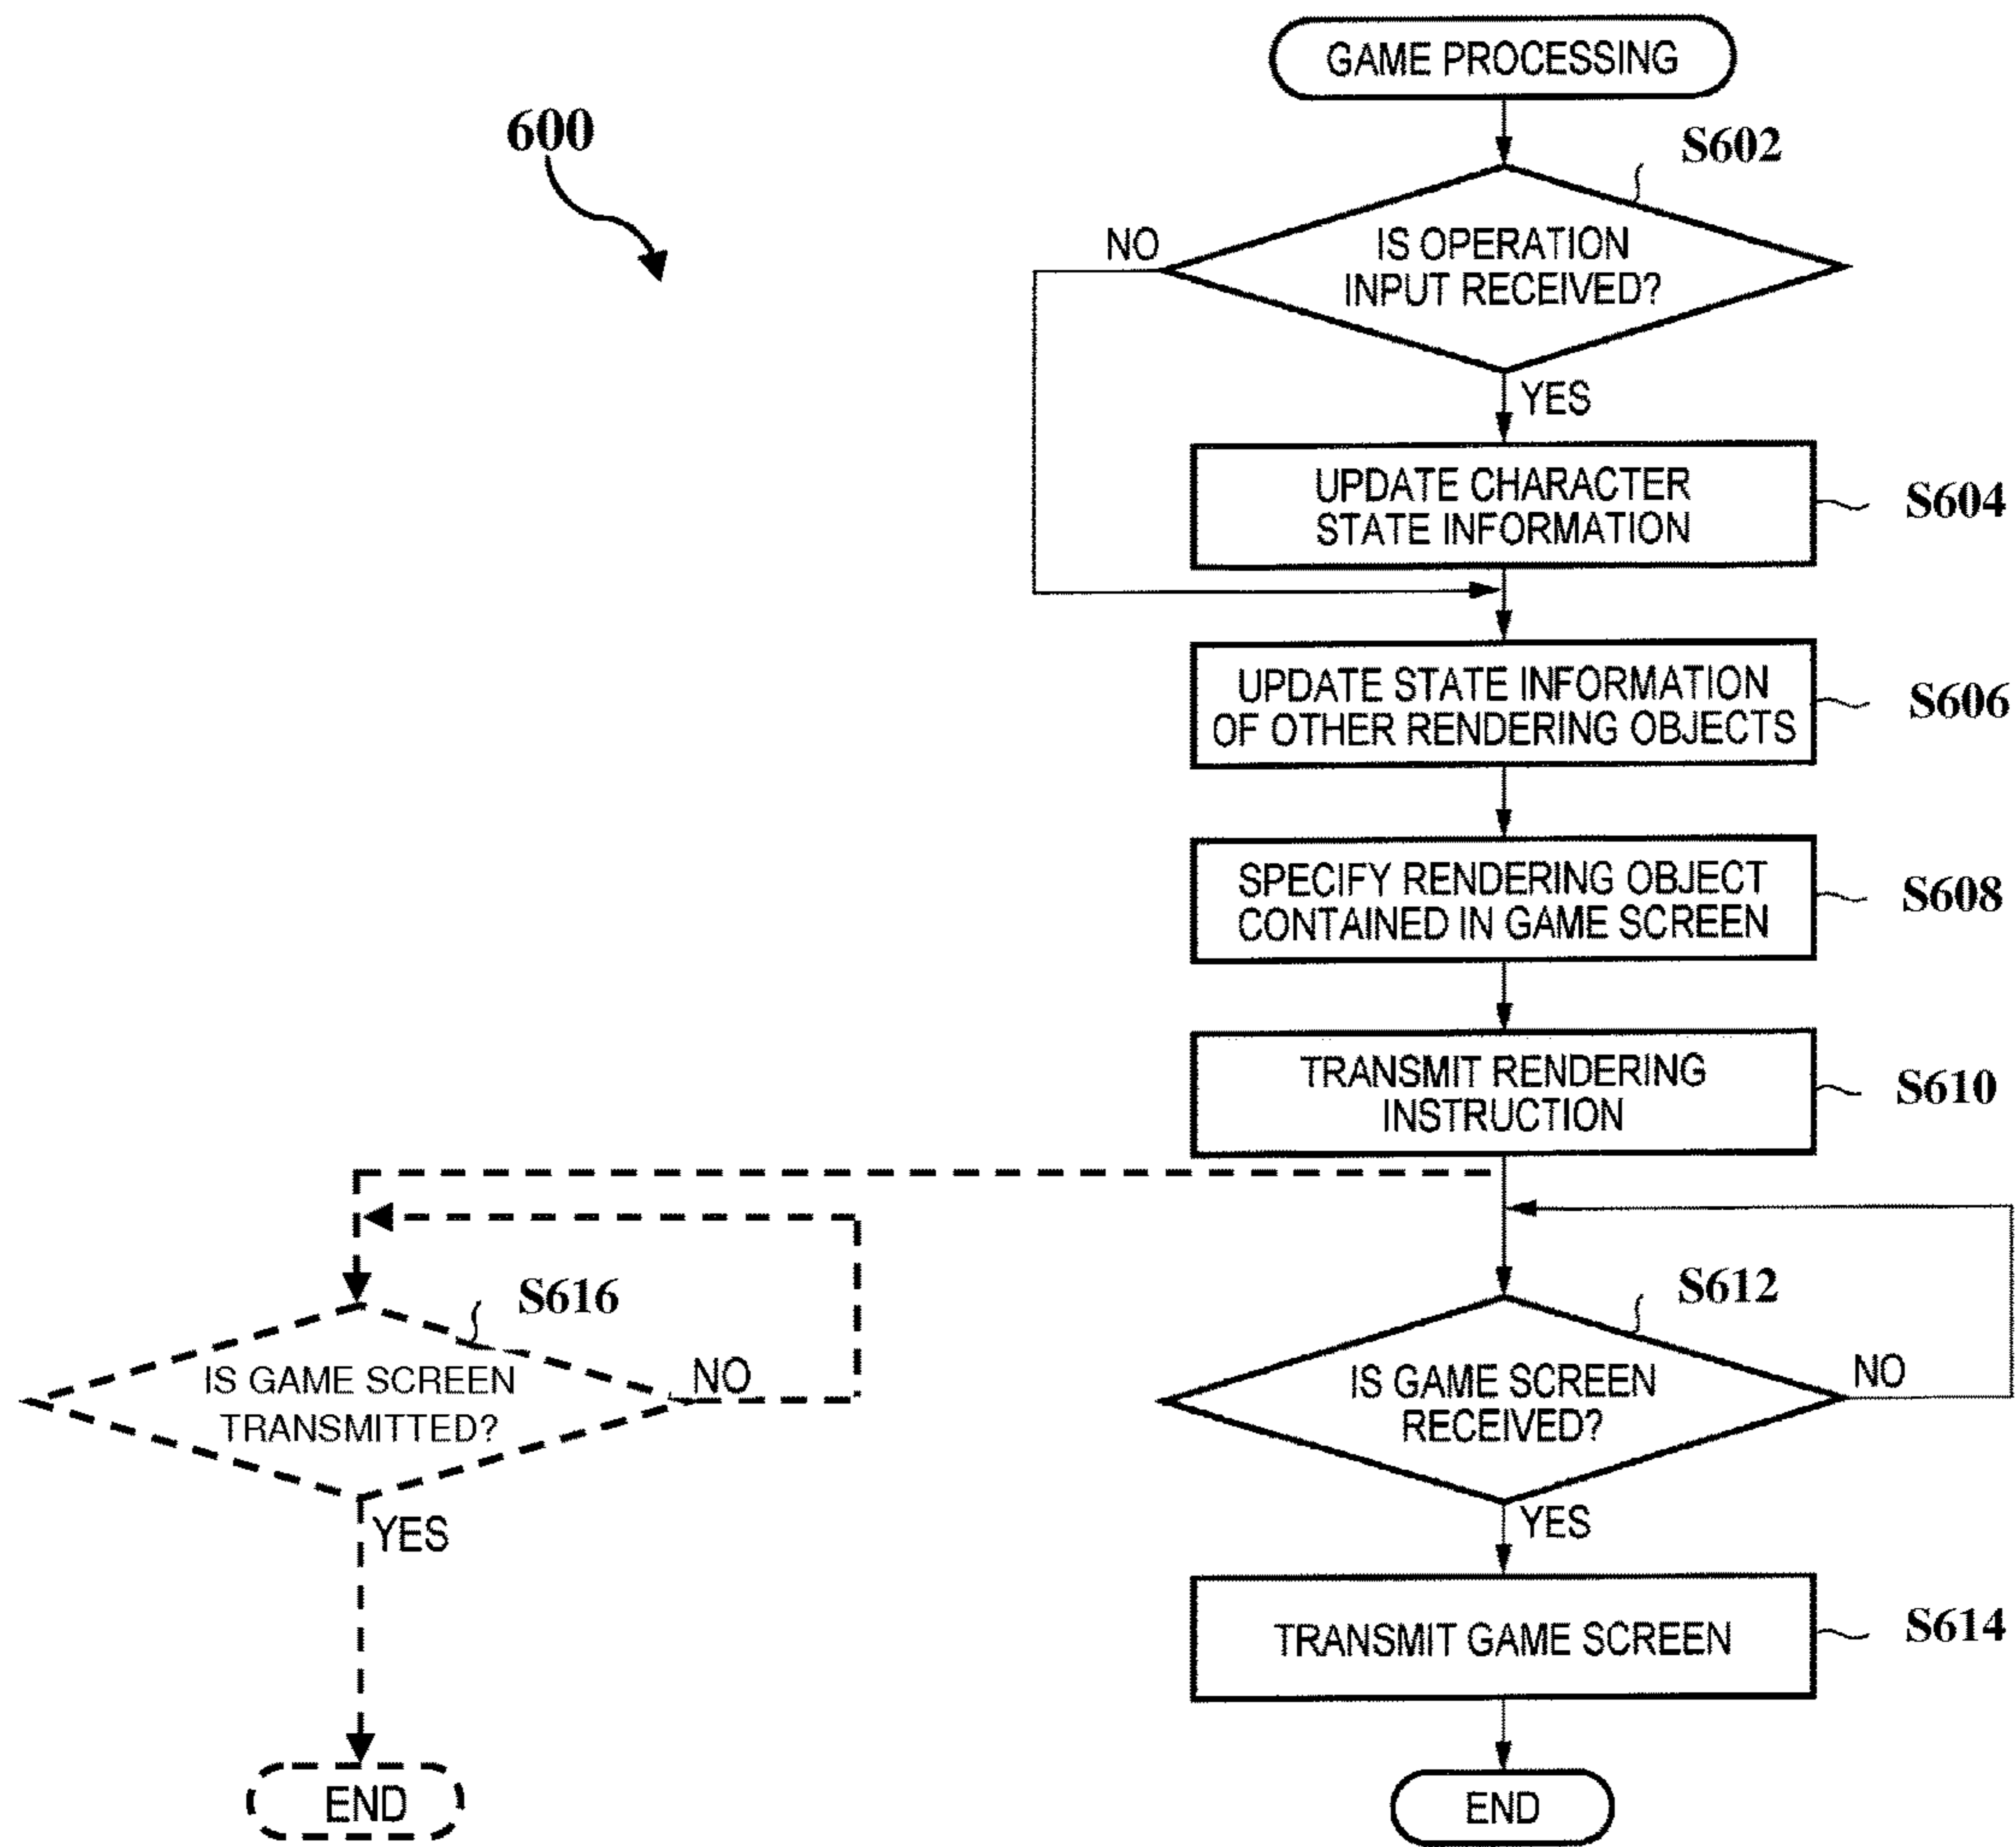 GAME PROCESSING
600
S602
NO
IS OPERATION
INPUT RECEIVED?
YES
UPDATE CHARACTER
STATE INFORMATION
S604
UPDATE STATE INFORMATION
OF OTHER RENDERING OBJECTS
S606
SPECIFY RENDERING OBJECT
CONTAINED IN GAME SCREEN
S608
TRANSMIT RENDERING
INSTRUCTION
S610
S616
IS GAME SCREEN
TRANSMITTED?
NO
YES
END
S612
IS GAME SCREEN
RECEIVED?
NO
YES
TRANSMIT GAME SCREEN
S614
END